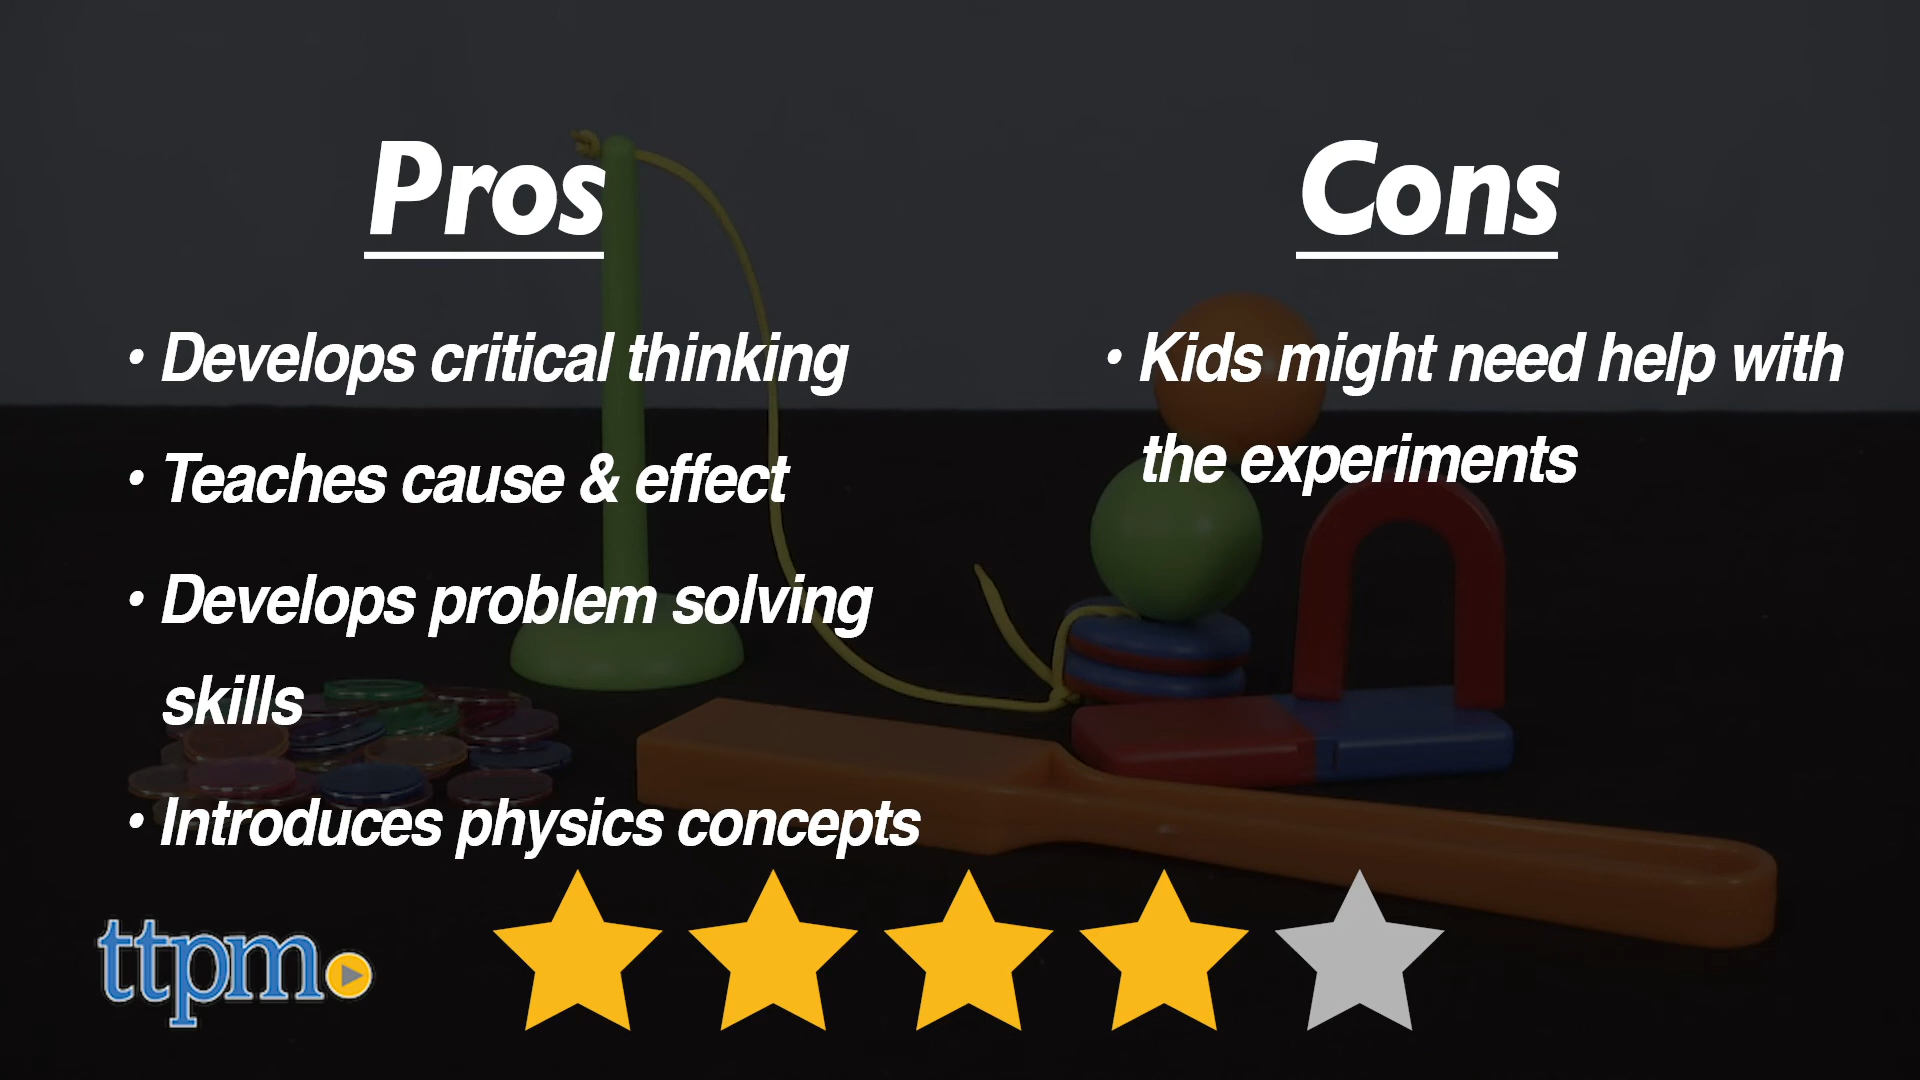 Pros
• Develops critical thinking
• Teaches cause & effect
• Develops problem solving
skills
• Introduces physics concepts
Cons
• Kids might need help with
the experiments
ttpm